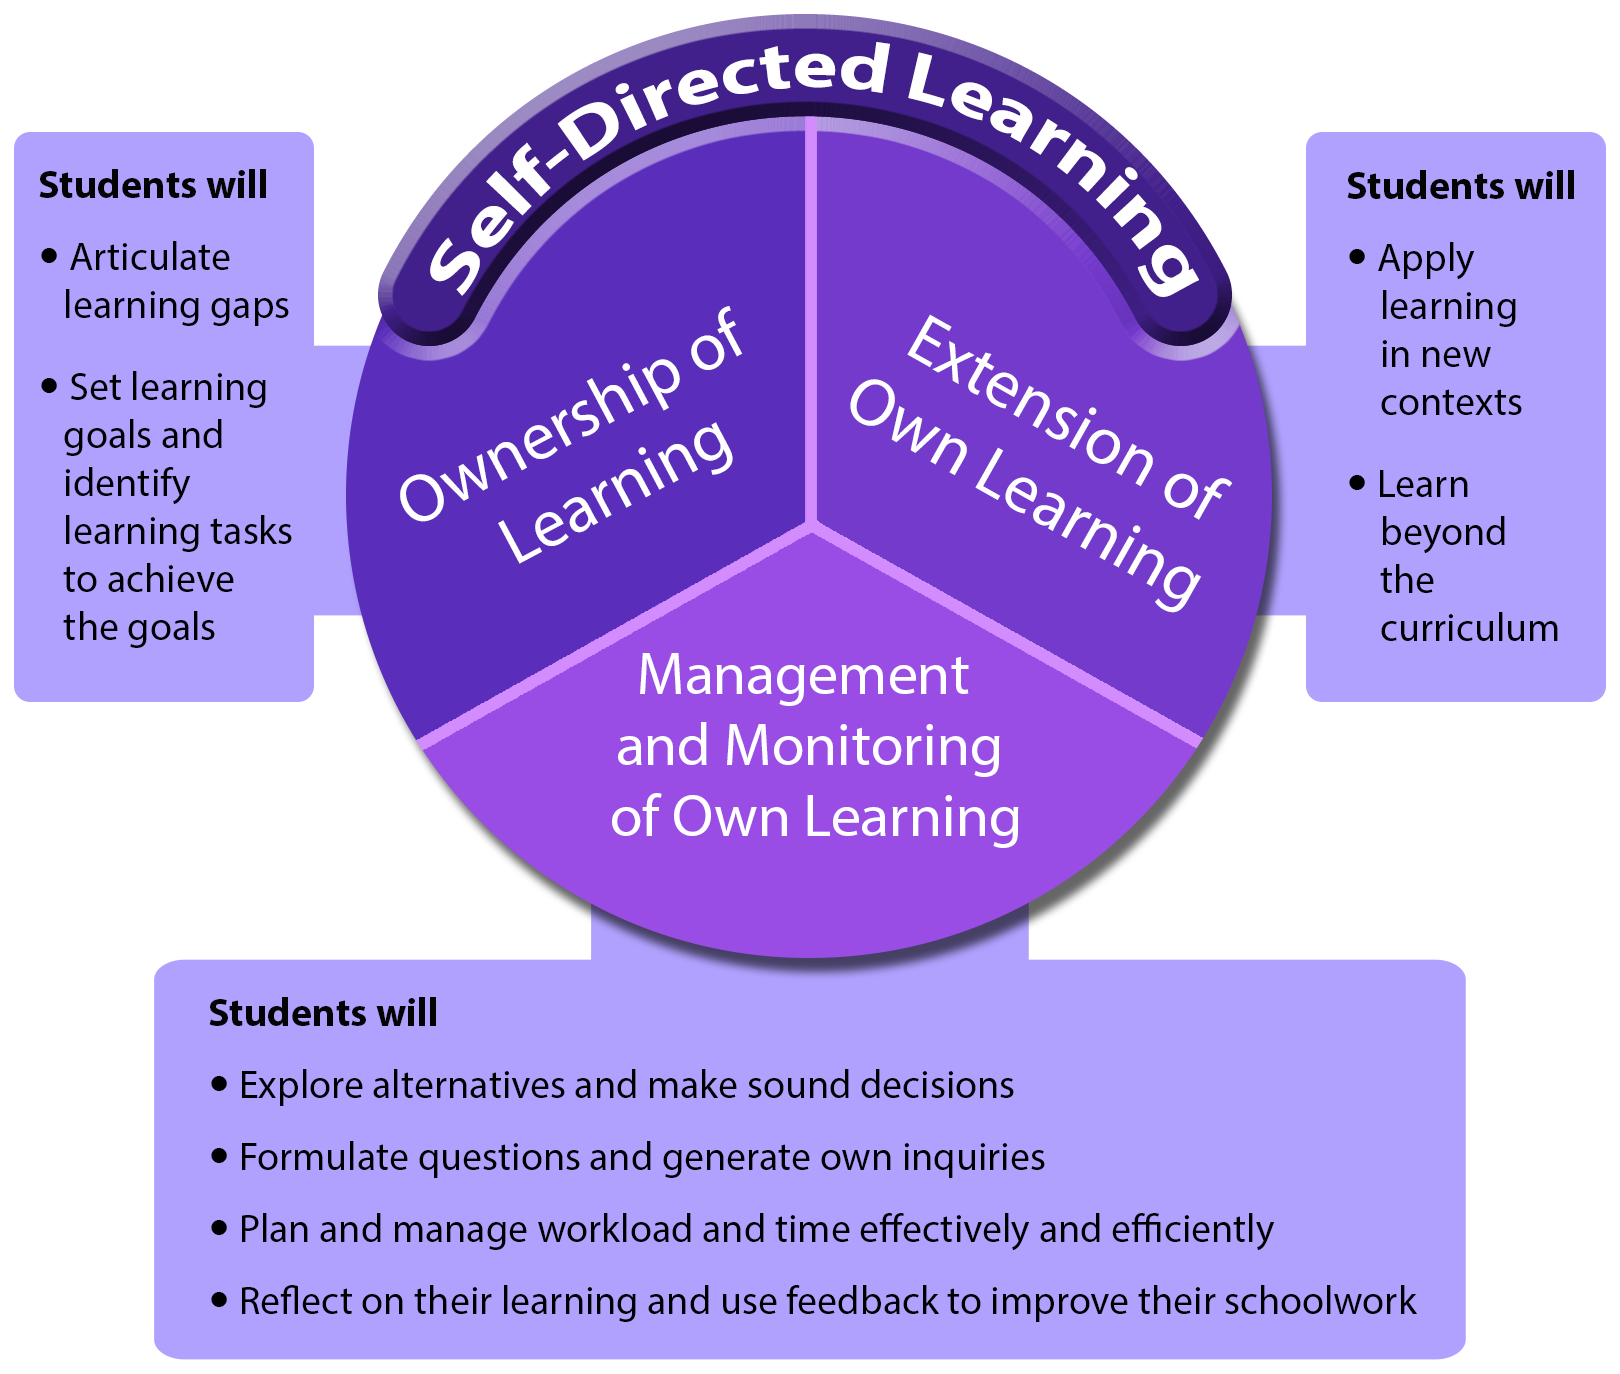 Self-Directed Learning
Students will
• Articulate
learning gaps
• Set learning
goals and
identify
learning tasks
to achieve
the goals
Ownership of
Learning
Extension of
Own Learning
Students will
• Apply
learning
in new
contexts
• Learn
beyond
the
curriculum
Management
and Monitoring
of Own Learning
Students will
• Explore alternatives and make sound decisions
• Formulate questions and generate own inquiries
• Plan and manage workload and time effectively and efficiently
• Reflect on their learning and use feedback to improve their schoolwork